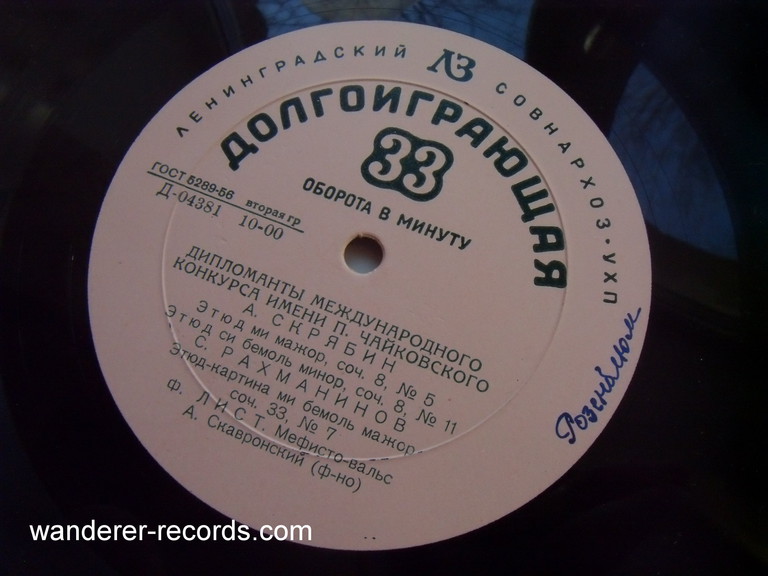 ЛЕНИНГРАДСКИЙ ЛЗ СОВНАРХОЗ • УХП
ДОЛГОИГРАЮЩАЯ
33
ОБОРОТА В МИНУТУ
ГОСТ 5289-56 вторая гр
Д-04381 10-00
ДИПЛОМАНТЫ МЕЖДУНАРОДНОГО
КОНКУРСА ИМЕНИ П. ЧАЙКОВСКОГО
А. СКРЯБИН
Этюд ми мажор, соч. 8, № 5
Этюд си бемоль минор, соч. 8, № 11
С. РАХМАНИНОВ
Этюд-картина ми бемоль мажор,
соч. 33, № 7
Ф. ЛИСТ. Мефисто-вальс
А. Скавронский (ф-но)
Розенблюм
wanderer-records.com